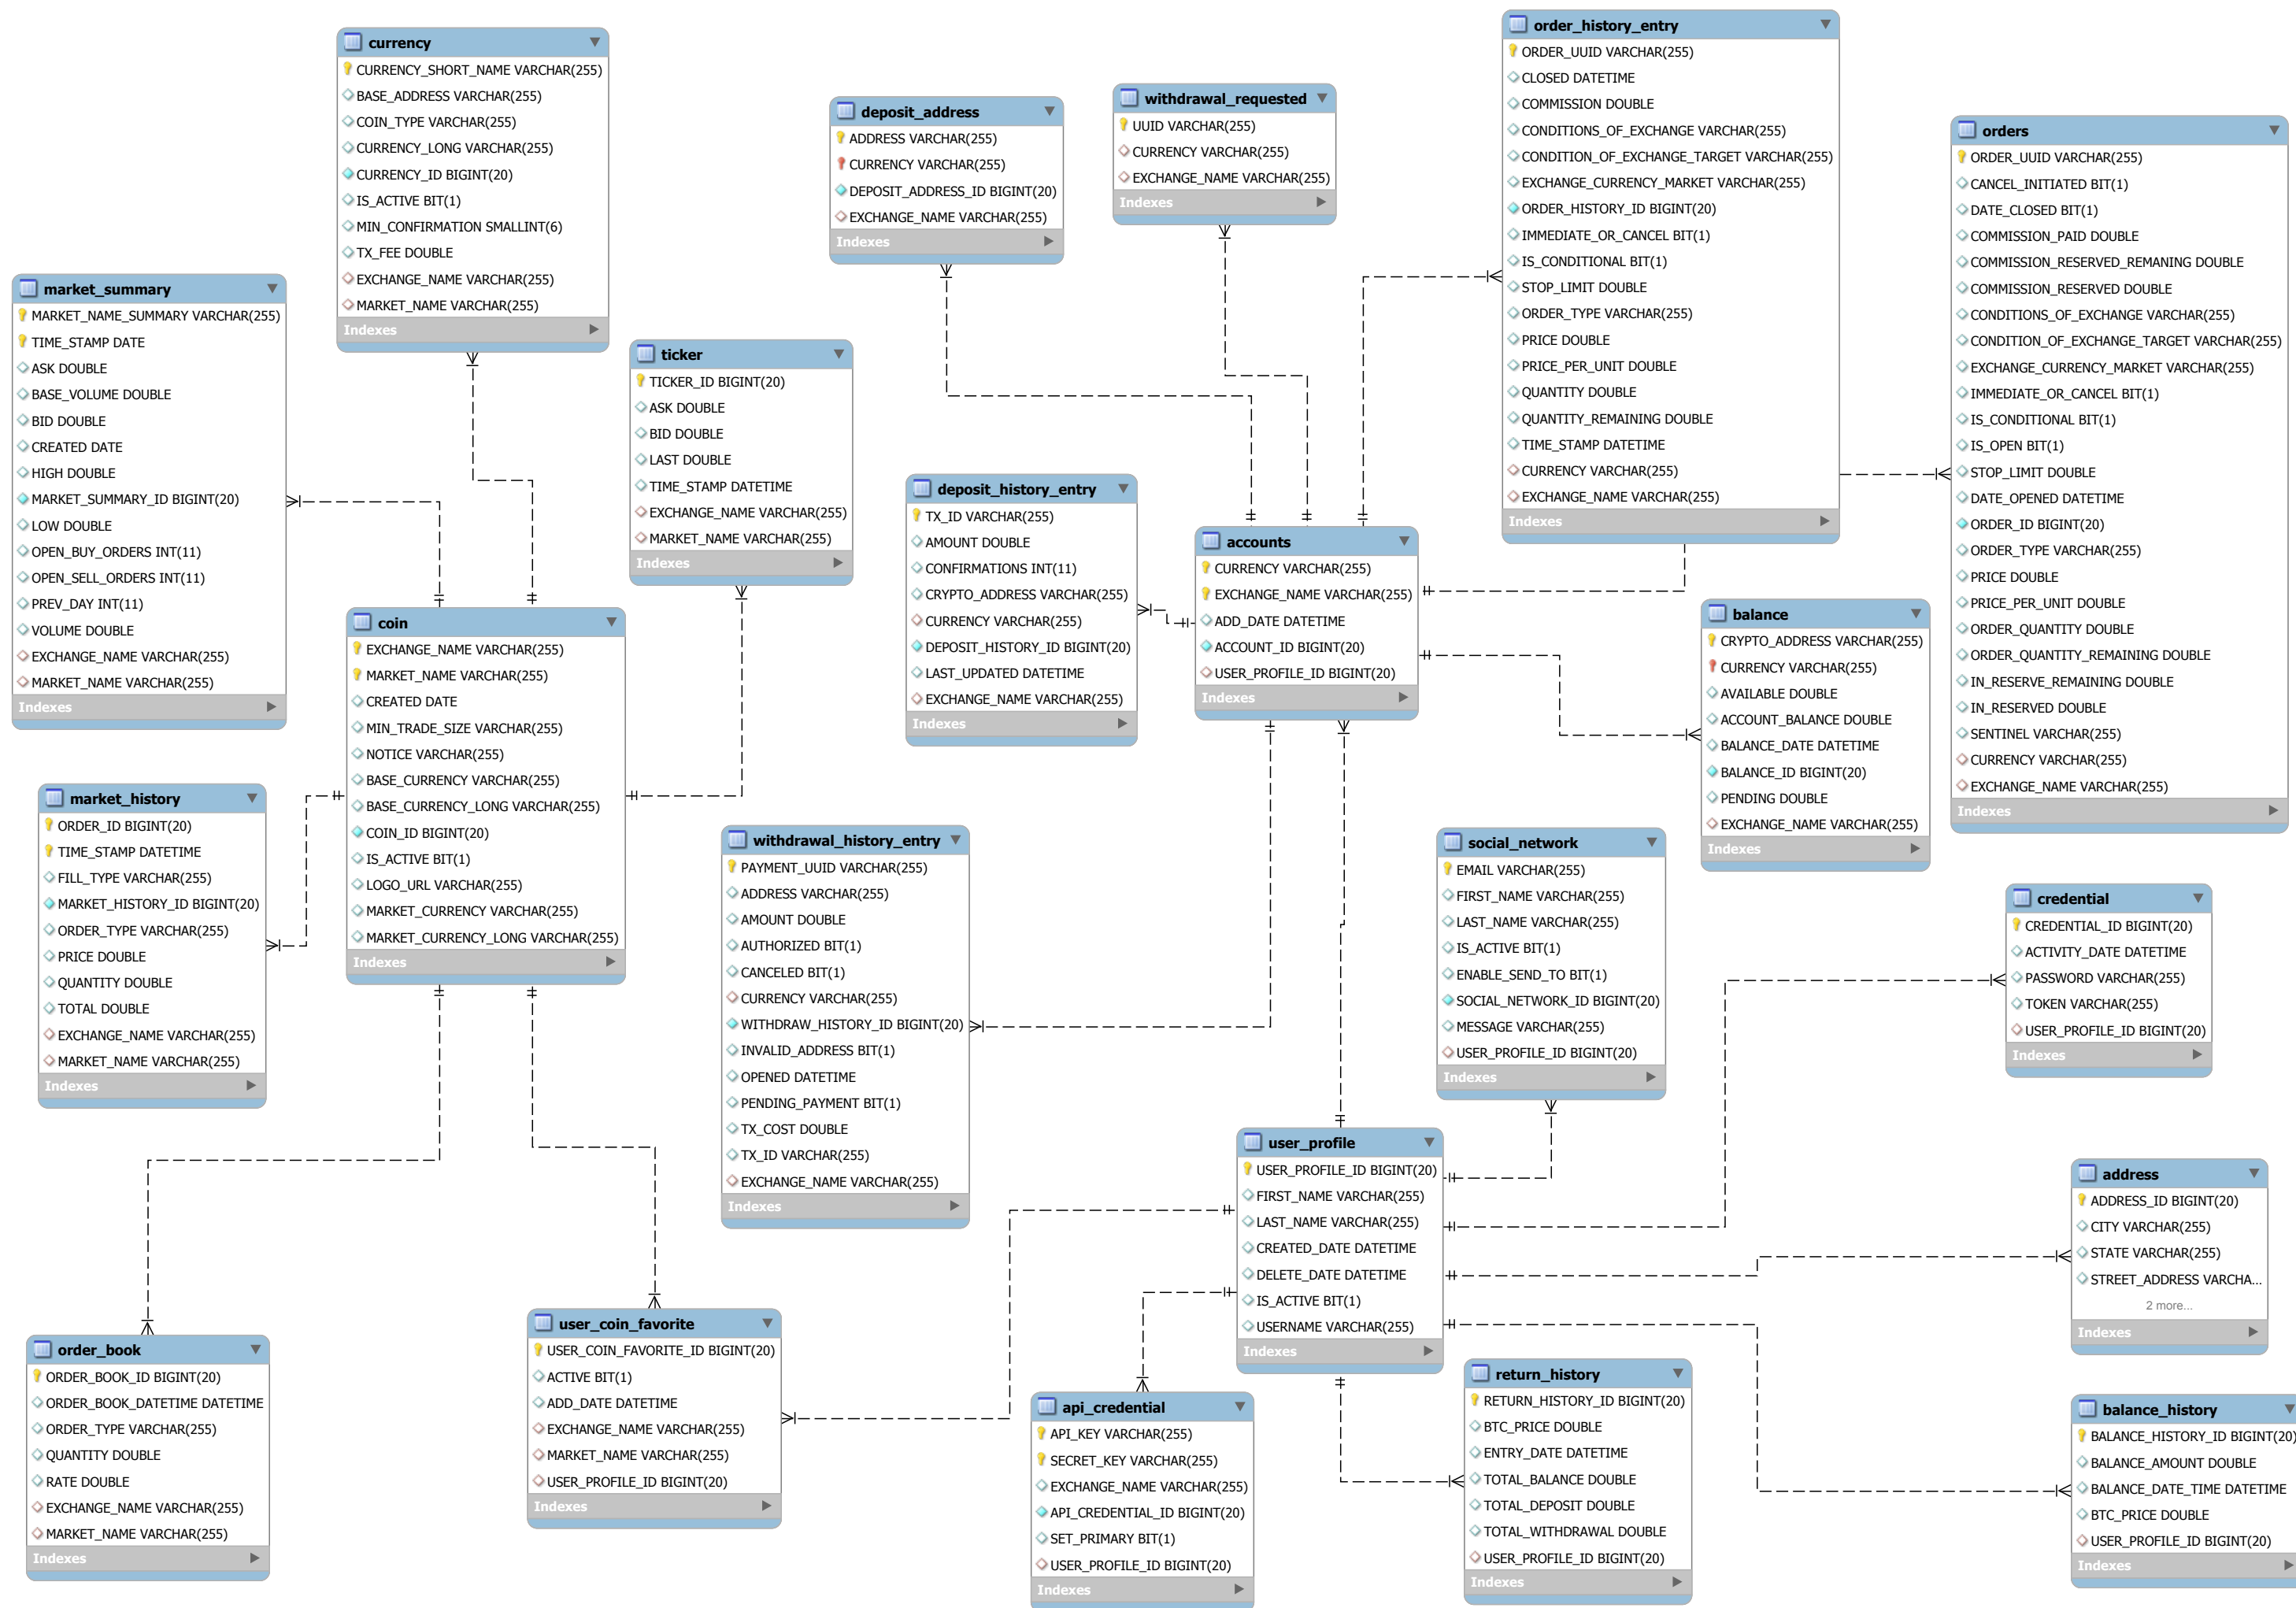 currency
CURRENCY_SHORT_NAME VARCHAR(255)
BASE_ADDRESS VARCHAR(255)
COIN_TYPE VARCHAR(255)
CURRENCY_LONG VARCHAR(255)
CURRENCY_ID BIGINT(20)
IS_ACTIVE BIT(1)
MIN_CONFIRMATION SMALLINT(6)
TX_FEE DOUBLE
EXCHANGE_NAME VARCHAR(255)
MARKET_NAME VARCHAR(255)
Indexes
deposit_address
ADDRESS VARCHAR(255)
CURRENCY VARCHAR(255)
DEPOSIT_ADDRESS_ID BIGINT(20)
EXCHANGE_NAME VARCHAR(255)
Indexes
withdrawal_requested
UUID VARCHAR(255)
CURRENCY VARCHAR(255)
EXCHANGE_NAME VARCHAR(255)
Indexes
order_history_entry
ORDER_UUID VARCHAR(255)
CLOSED DATETIME
COMMISSION DOUBLE
CONDITIONS_OF_EXCHANGE VARCHAR(255)
CONDITION_OF_EXCHANGE_TARGET VARCHAR(255)
EXCHANGE_CURRENCY_MARKET VARCHAR(255)
ORDER_HISTORY_ID BIGINT(20)
IMMEDIATE_OR_CANCEL BIT(1)
IS_CONDITIONAL BIT(1)
STOP_LIMIT DOUBLE
ORDER_TYPE VARCHAR(255)
PRICE DOUBLE
PRICE_PER_UNIT DOUBLE
QUANTITY DOUBLE
QUANTITY_REMAINING DOUBLE
TIME_STAMP DATETIME
CURRENCY VARCHAR(255)
EXCHANGE_NAME VARCHAR(255)
Indexes
orders
ORDER_UUID VARCHAR(255)
CANCEL_INITIATED BIT(1)
DATE_CLOSED BIT(1)
COMMISSION_PAID DOUBLE
COMMISSION_RESERVED_REMANING DOUBLE
COMMISSION_RESERVED DOUBLE
CONDITIONS_OF_EXCHANGE VARCHAR(255)
CONDITION_OF_EXCHANGE_TARGET VARCHAR(255)
EXCHANGE_CURRENCY_MARKET VARCHAR(255)
IMMEDIATE_OR_CANCEL BIT(1)
IS_CONDITIONAL BIT(1)
IS_OPEN BIT(1)
STOP_LIMIT DOUBLE
DATE_OPENED DATETIME
ORDER_ID BIGINT(20)
ORDER_TYPE VARCHAR(255)
PRICE DOUBLE
PRICE_PER_UNIT DOUBLE
ORDER_QUANTITY DOUBLE
ORDER_QUANTITY_REMAINING DOUBLE
IN_RESERVE_REMAINING DOUBLE
IN_RESERVED DOUBLE
SENTINEL VARCHAR(255)
CURRENCY VARCHAR(255)
EXCHANGE_NAME VARCHAR(255)
Indexes
market_summary
MARKET_NAME_SUMMARY VARCHAR(255)
TIME_STAMP DATE
ASK DOUBLE
BASE_VOLUME DOUBLE
BID DOUBLE
CREATED DATE
HIGH DOUBLE
MARKET_SUMMARY_ID BIGINT(20)
LOW DOUBLE
OPEN_BUY_ORDERS INT(11)
OPEN_SELL_ORDERS INT(11)
PREV_DAY INT(11)
VOLUME DOUBLE
EXCHANGE_NAME VARCHAR(255)
MARKET_NAME VARCHAR(255)
Indexes
ticker
TICKER_ID BIGINT(20)
ASK DOUBLE
BID DOUBLE
LAST DOUBLE
TIME_STAMP DATETIME
EXCHANGE_NAME VARCHAR(255)
MARKET_NAME VARCHAR(255)
Indexes
deposit_history_entry
TX_ID VARCHAR(255)
AMOUNT DOUBLE
CONFIRMATIONS INT(11)
CRYPTO_ADDRESS VARCHAR(255)
CURRENCY VARCHAR(255)
DEPOSIT_HISTORY_ID BIGINT(20)
LAST_UPDATED DATETIME
EXCHANGE_NAME VARCHAR(255)
Indexes
accounts
CURRENCY VARCHAR(255)
EXCHANGE_NAME VARCHAR(255)
ADD_DATE DATETIME
ACCOUNT_ID BIGINT(20)
USER_PROFILE_ID BIGINT(20)
Indexes
balance
CRYPTO_ADDRESS VARCHAR(255)
CURRENCY VARCHAR(255)
AVAILABLE DOUBLE
ACCOUNT_BALANCE DOUBLE
BALANCE_DATE DATETIME
BALANCE_ID BIGINT(20)
PENDING DOUBLE
EXCHANGE_NAME VARCHAR(255)
Indexes
coin
EXCHANGE_NAME VARCHAR(255)
MARKET_NAME VARCHAR(255)
CREATED DATE
MIN_TRADE_SIZE VARCHAR(255)
NOTICE VARCHAR(255)
BASE_CURRENCY VARCHAR(255)
BASE_CURRENCY_LONG VARCHAR(255)
COIN_ID BIGINT(20)
IS_ACTIVE BIT(1)
LOGO_URL VARCHAR(255)
MARKET_CURRENCY VARCHAR(255)
MARKET_CURRENCY_LONG VARCHAR(255)
Indexes
market_history
ORDER_ID BIGINT(20)
TIME_STAMP DATETIME
FILL_TYPE VARCHAR(255)
MARKET_HISTORY_ID BIGINT(20)
ORDER_TYPE VARCHAR(255)
PRICE DOUBLE
QUANTITY DOUBLE
TOTAL DOUBLE
EXCHANGE_NAME VARCHAR(255)
MARKET_NAME VARCHAR(255)
Indexes
withdrawal_history_entry
PAYMENT_UUID VARCHAR(255)
ADDRESS VARCHAR(255)
AMOUNT DOUBLE
AUTHORIZED BIT(1)
CANCELED BIT(1)
CURRENCY VARCHAR(255)
WITHDRAW_HISTORY_ID BIGINT(20)
INVALID_ADDRESS BIT(1)
OPENED DATETIME
PENDING_PAYMENT BIT(1)
TX_COST DOUBLE
TX_ID VARCHAR(255)
EXCHANGE_NAME VARCHAR(255)
Indexes
social_network
EMAIL VARCHAR(255)
FIRST_NAME VARCHAR(255)
LAST_NAME VARCHAR(255)
IS_ACTIVE BIT(1)
ENABLE_SEND_TO BIT(1)
SOCIAL_NETWORK_ID BIGINT(20)
MESSAGE VARCHAR(255)
USER_PROFILE_ID BIGINT(20)
Indexes
credential
CREDENTIAL_ID BIGINT(20)
ACTIVITY_DATE DATETIME
PASSWORD VARCHAR(255)
TOKEN VARCHAR(255)
USER_PROFILE_ID BIGINT(20)
Indexes
user_profile
USER_PROFILE_ID BIGINT(20)
FIRST_NAME VARCHAR(255)
LAST_NAME VARCHAR(255)
CREATED_DATE DATETIME
DELETE_DATE DATETIME
IS_ACTIVE BIT(1)
USERNAME VARCHAR(255)
Indexes
address
ADDRESS_ID BIGINT(20)
CITY VARCHAR(255)
STATE VARCHAR(255)
STREET_ADDRESS VARCHA...
2 more...
Indexes
order_book
ORDER_BOOK_ID BIGINT(20)
ORDER_BOOK_DATETIME DATETIME
ORDER_TYPE VARCHAR(255)
QUANTITY DOUBLE
RATE DOUBLE
EXCHANGE_NAME VARCHAR(255)
MARKET_NAME VARCHAR(255)
Indexes
user_coin_favorite
USER_COIN_FAVORITE_ID BIGINT(20)
ACTIVE BIT(1)
ADD_DATE DATETIME
EXCHANGE_NAME VARCHAR(255)
MARKET_NAME VARCHAR(255)
USER_PROFILE_ID BIGINT(20)
Indexes
api_credential
API_KEY VARCHAR(255)
SECRET_KEY VARCHAR(255)
EXCHANGE_NAME VARCHAR(255)
API_CREDENTIAL_ID BIGINT(20)
SET_PRIMARY BIT(1)
USER_PROFILE_ID BIGINT(20)
Indexes
return_history
RETURN_HISTORY_ID BIGINT(20)
BTC_PRICE DOUBLE
ENTRY_DATE DATETIME
TOTAL_BALANCE DOUBLE
TOTAL_DEPOSIT DOUBLE
TOTAL_WITHDRAWAL DOUBLE
USER_PROFILE_ID BIGINT(20)
Indexes
balance_history
BALANCE_HISTORY_ID BIGINT(20)
BALANCE_AMOUNT DOUBLE
BALANCE_DATE_TIME DATETIME
BTC_PRICE DOUBLE
USER_PROFILE_ID BIGINT(20)
Indexes